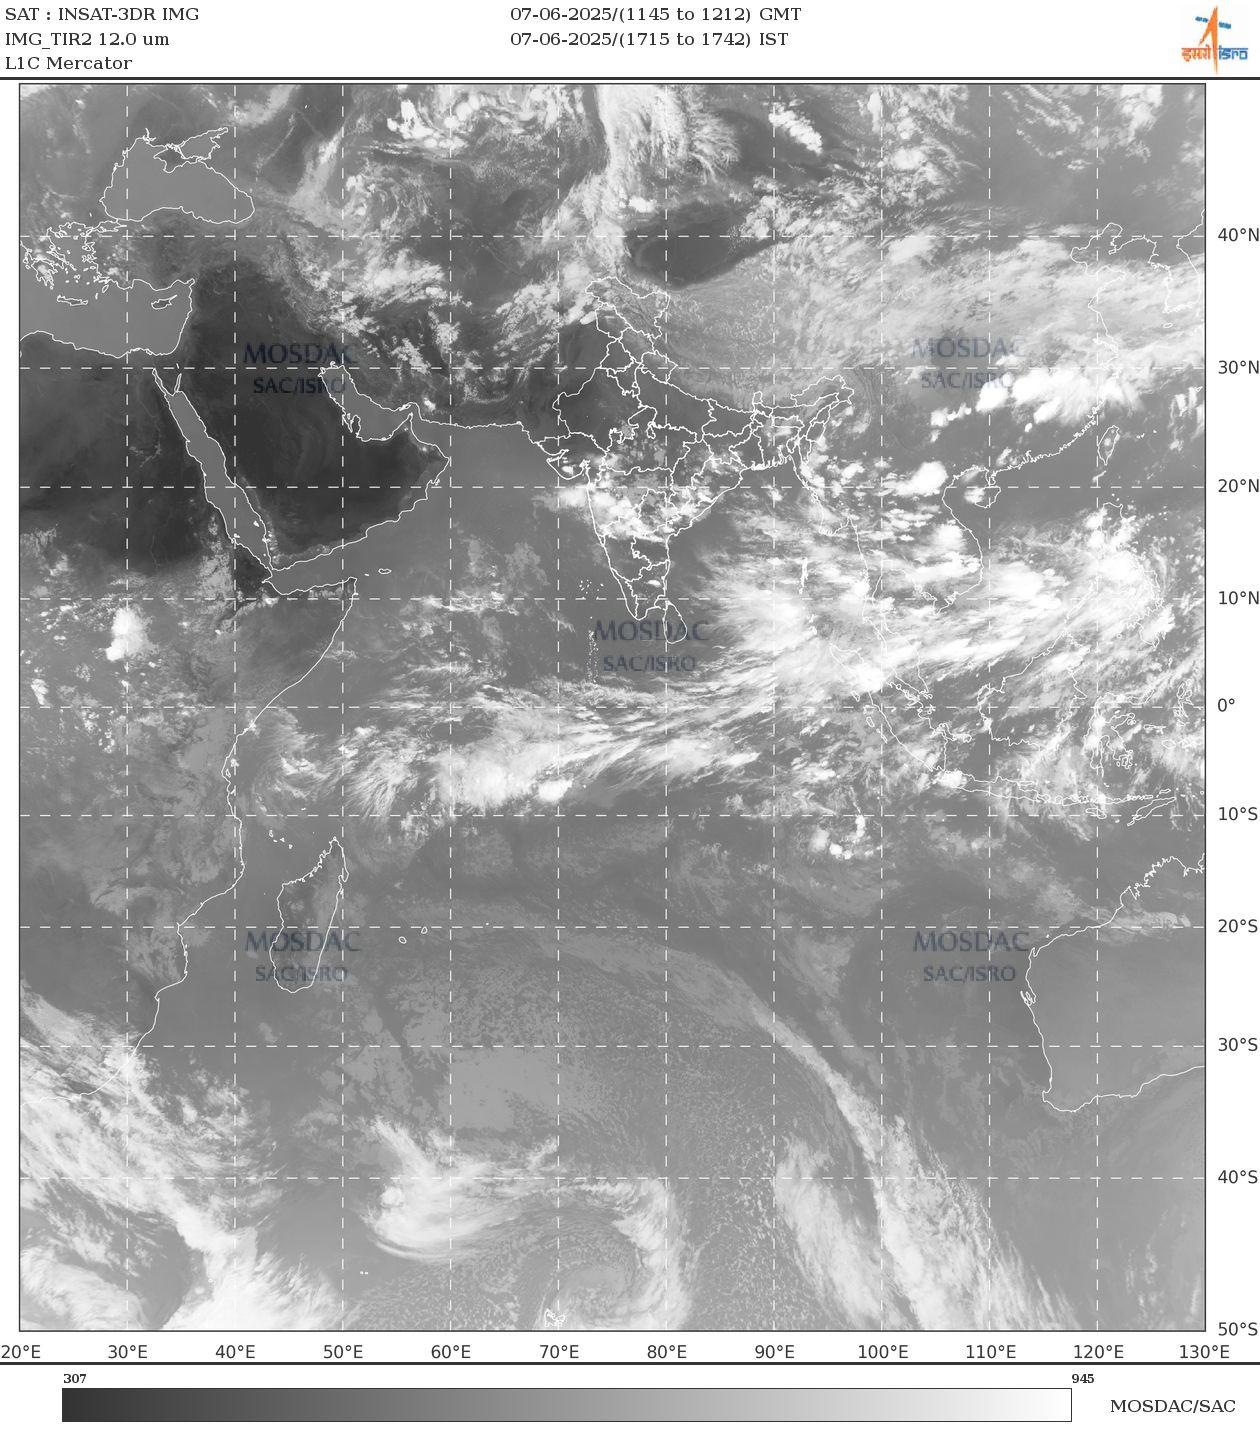 SAT : INSAT-3DR IMG
07-06-2025/(1145 to 1212) GMT
IMG_TIR2 12.0 um
07-06-2025/(1715 to 1742) IST
L1C Mercator
इसरो isro
40°N
MOSDAC
SAC/ISRO
MOSDAC
SAC/ISRO
30°N
20°N
10°N
MOSDAC
SAC/ISRO
0°
10°S
20°S
MOSDAC
SAC/ISRO
MOSDAC
SAC/ISRO
30°S
40°S
50°S
20°E 30°E 40°E 50°E 60°E 70°E 80°E 90°E 100°E 110°E 120°E 130°E
307 945
MOSDAC/SAC